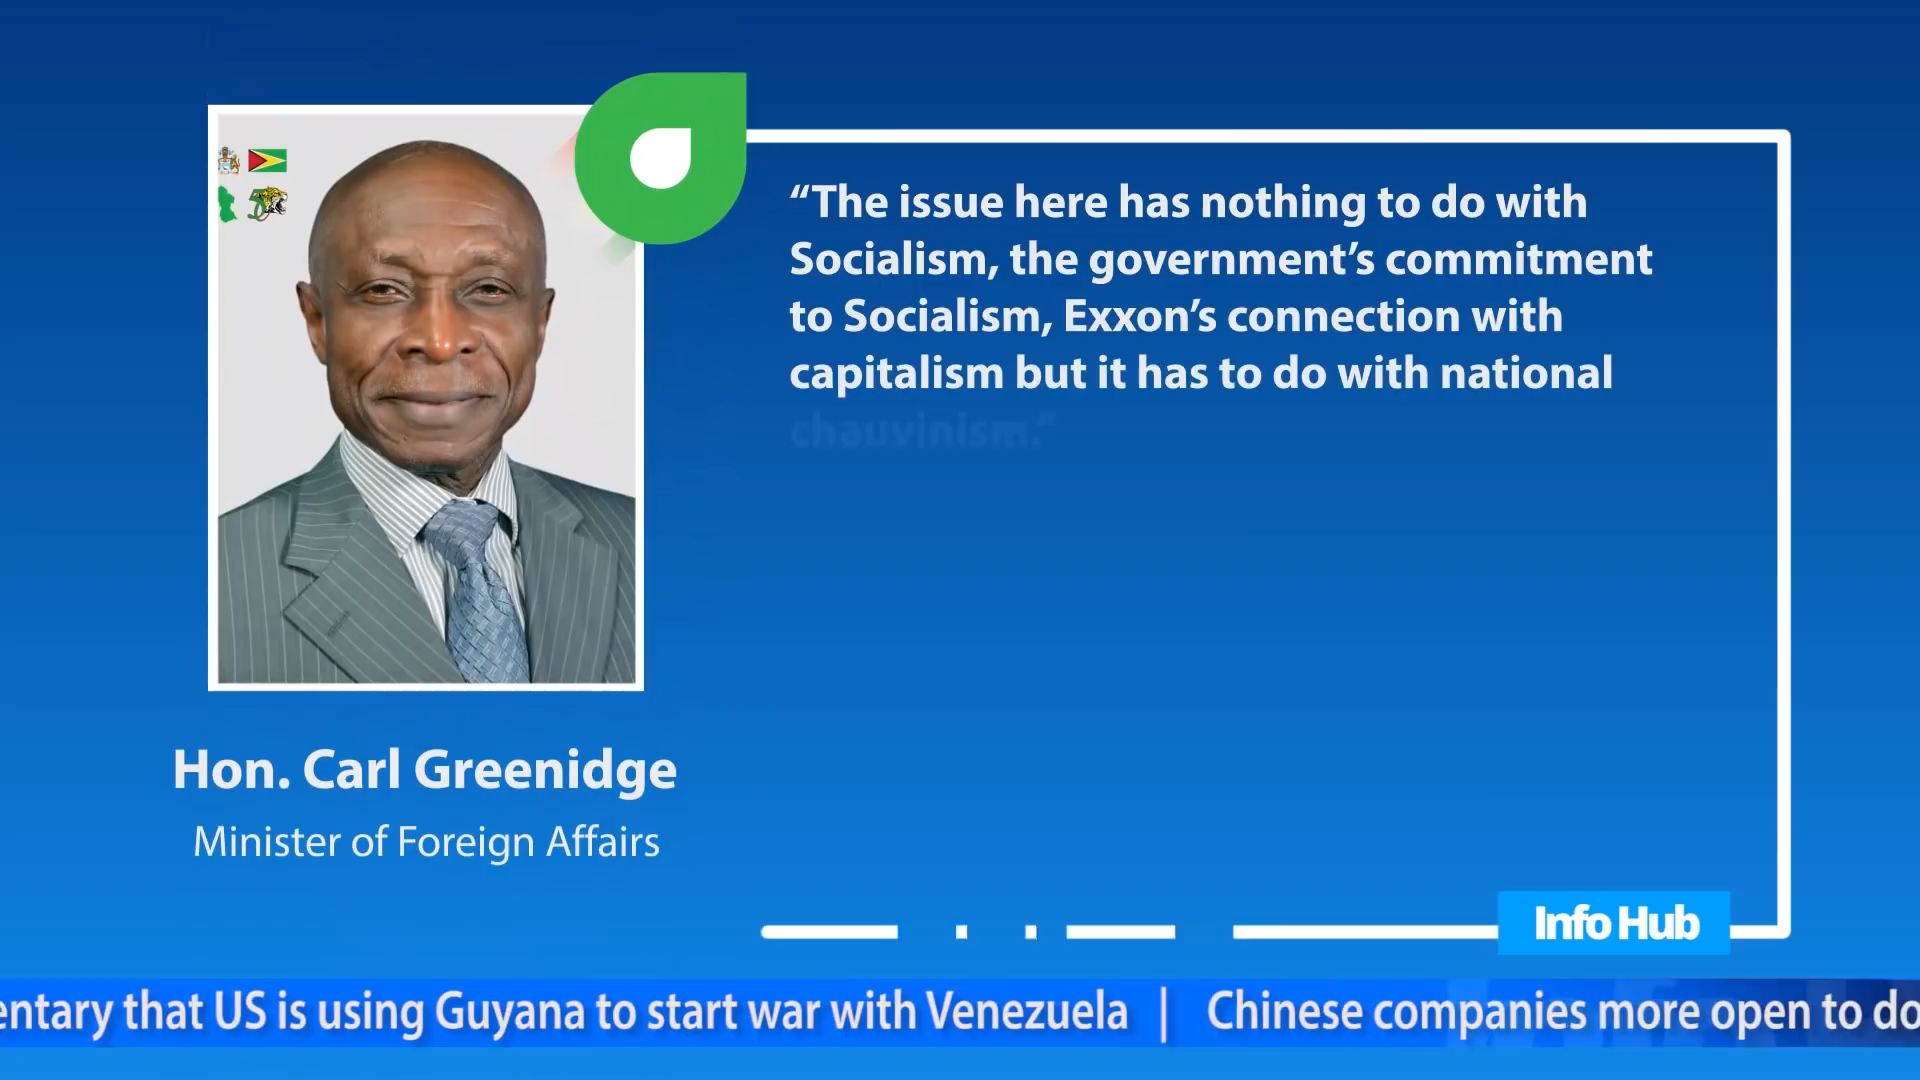 “The issue here has nothing to do with
Socialism, the government’s commitment
to Socialism, Exxon’s connection with
capitalism but it has to do with national
chauvinism.”
Hon. Carl Greenidge
Minister of Foreign Affairs
Info Hub
entary that US is using Guyana to start war with Venezuela | Chinese companies more open to do